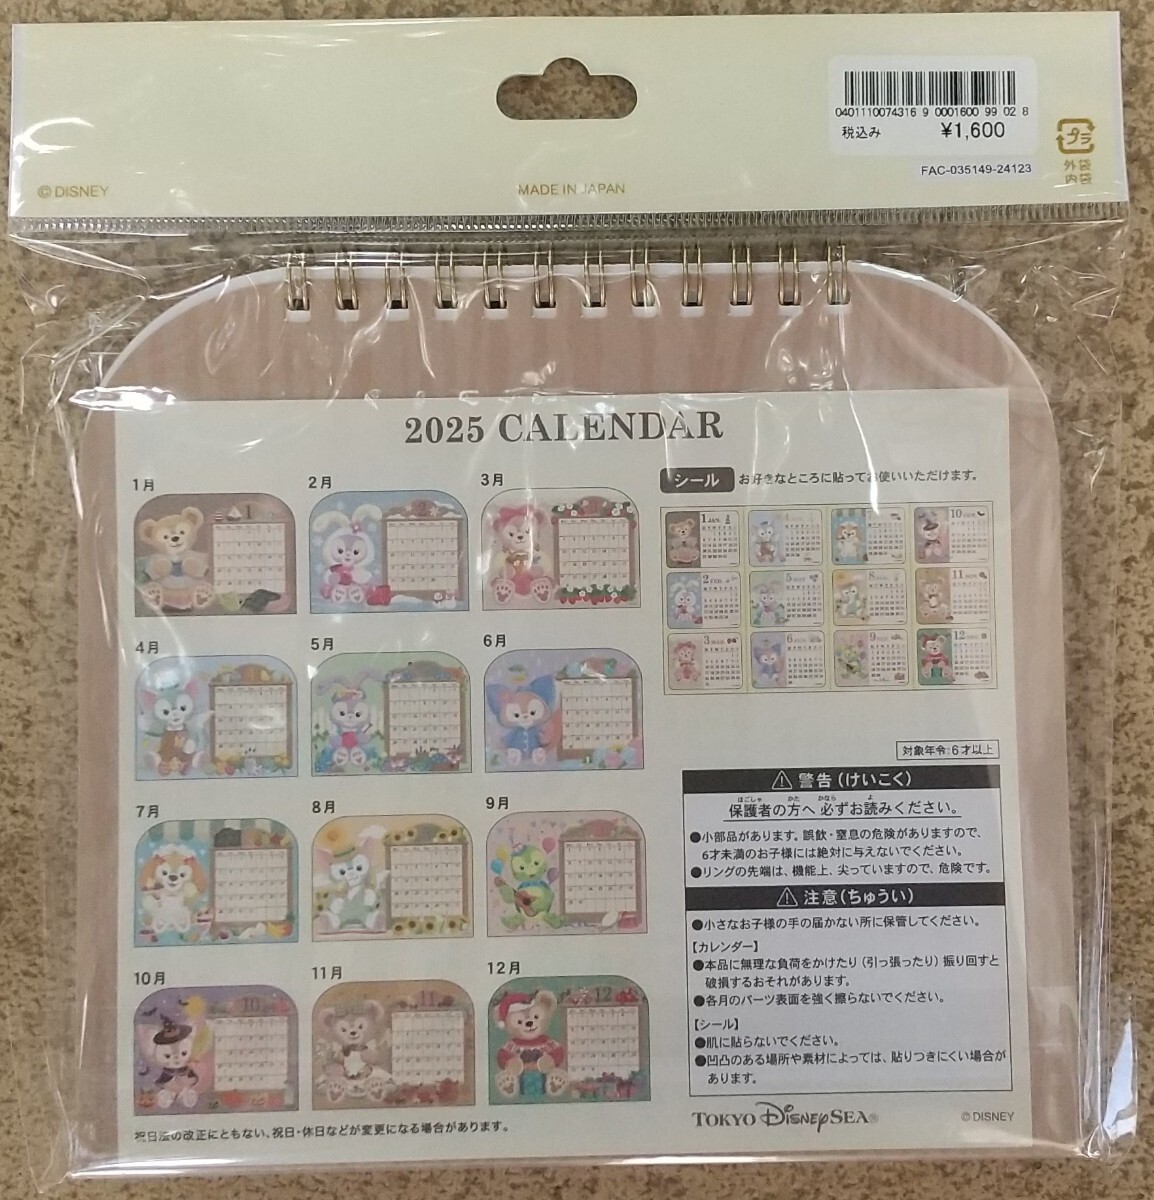 0401110074316 9 0001600 99 02 8
税込み ¥1,600
FAC-035149-24123
プラ
外袋
内袋
© DISNEY
MADE IN JAPAN
2025 CALENDAR
1月
2月
3月
4月
5月
6月
7月
8月
9月
10月
11月
12月
シール お好きなところに貼ってお使いいただけます。
1 JAN
10
2 FEB
5
8
11 NOV
3 MAR
6
9
12
対象年令:6才以上
⚠ 警告(けいこく)
保護者の方へ 必ずお読みください。
●小部品があります。誤飲・窒息の危険がありますので、
6才未満のお子様には絶対に与えないでください。
●リングの先端は、機能上、尖っていますので、危険です。
⚠ 注意(ちゅうい)
●小さなお子様の手の届かない所に保管してください。
【カレンダー】
●本品に無理な負荷をかけたり(引っ張ったり)振り回すと
破損するおそれがあります。
●各月のパーツ表面を強く擦らないでください。
【シール】
●肌に貼らないでください。
●凹凸のある場所や素材によっては、貼りつきにくい場合が
あります。
祝日法の改正にともない、祝日・休日などが変更になる場合があります。
TOKYO DISNEYSEA®
© DISNEY